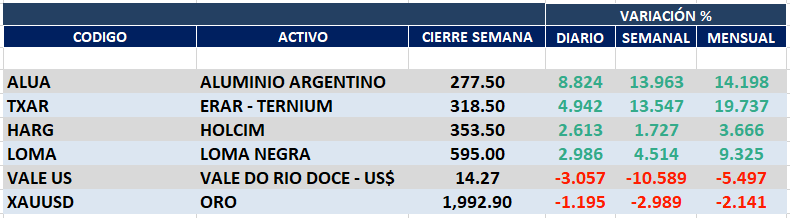 VARIACIÓN %
CODIGO ACTIVO CIERRE SEMANA DIARIO SEMANAL MENSUAL
ALUA ALUMINIO ARGENTINO 277.50 8.824 13.963 14.198
TXAR ERAR - TERNIUM 318.50 4.942 13.547 19.737
HARG HOLCIM 353.50 2.613 1.727 3.666
LOMA LOMA NEGRA 595.00 2.986 4.514 9.325
VALE US VALE DO RIO DOCE - US$ 14.27 -3.057 -10.589 -5.497
XAUUSD ORO 1,992.90 -1.195 -2.989 -2.141